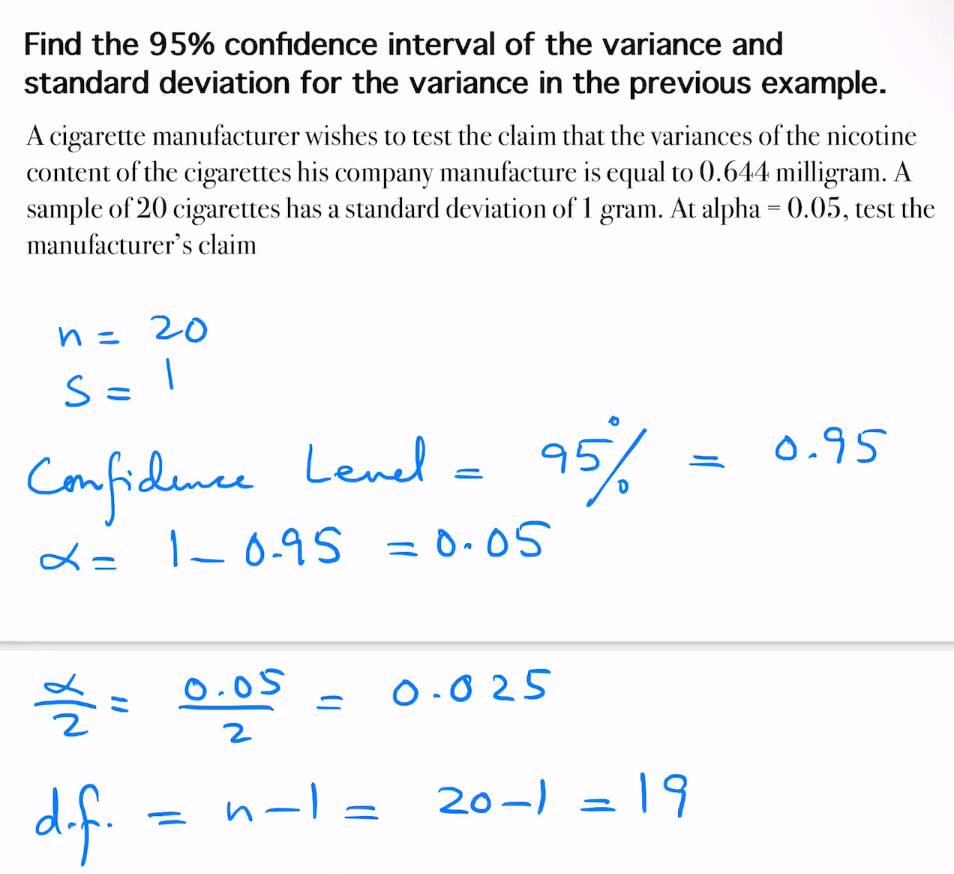 Find the 95% confidence interval of the variance and
standard deviation for the variance in the previous example.
A cigarette manufacturer wishes to test the claim that the variances of the nicotine
content of the cigarettes his company manufacture is equal to 0.644 milligram. A
sample of 20 cigarettes has a standard deviation of 1 gram. At alpha = 0.05, test the
manufacturer's claim
n = 20
s = 1
Confidence Level = 95% = 0.95
α = 1 - 0.95 = 0.05
α/2 = 0.05/2 = 0.025
d.f. = n-1 = 20-1 = 19